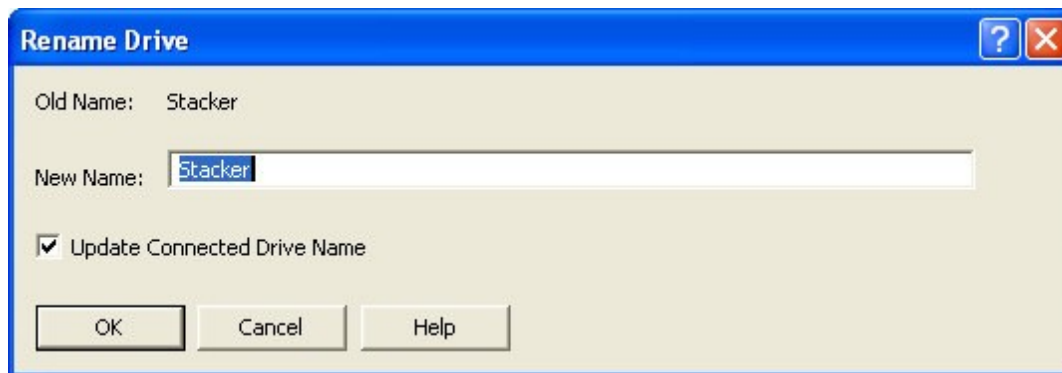 Rename Drive
Old Name: Stacker
New Name: Stacker
Update Connected Drive Name
OK Cancel Help